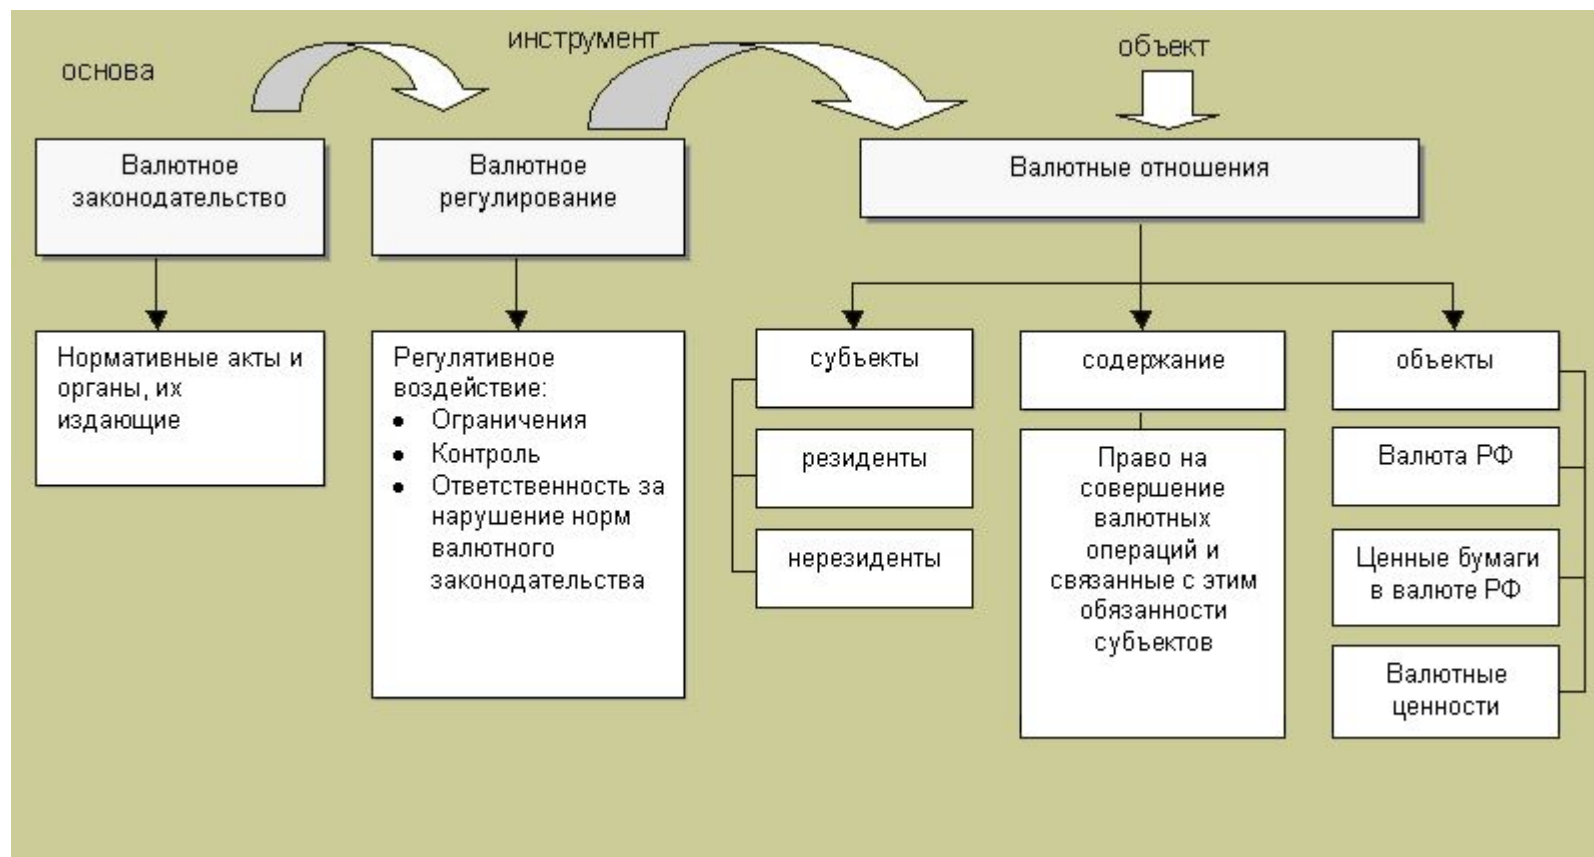 основа
инструмент
объект
Валютное
законодательство
Валютное
регулирование
Валютные отношения
Нормативные акты и
органы, их
издающие
Регулятивное
воздействие:
• Ограничения
• Контроль
• Ответственность за
нарушение норм
валютного
законодательства
субъекты
резиденты
нерезиденты
содержание
Право на
совершение
валютных
операций и
связанные с этим
обязанности
субъектов
объекты
Валюта РФ
Ценные бумаги
в валюте РФ
Валютные
ценности